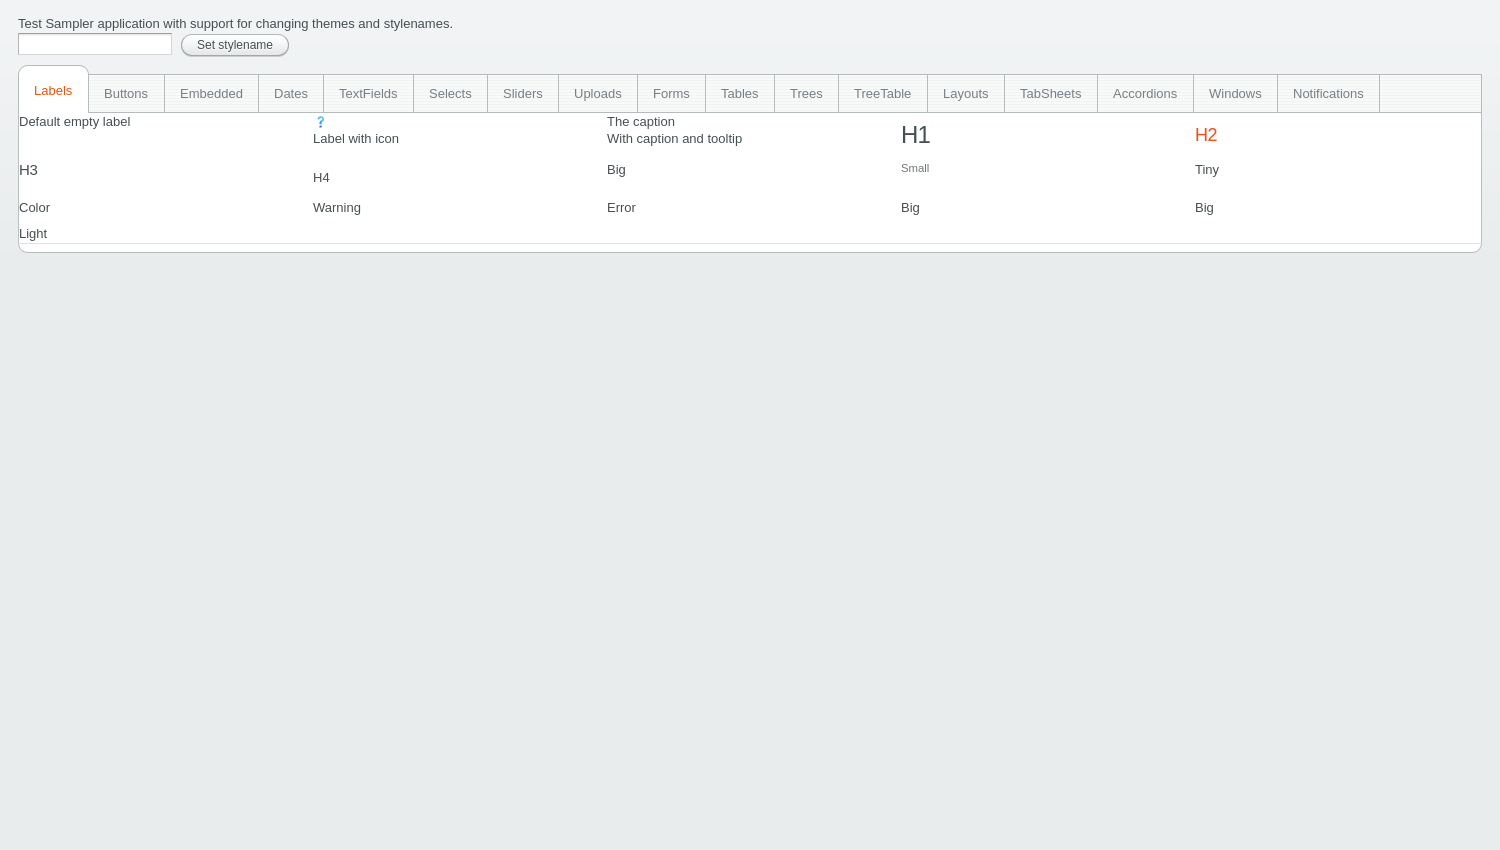 Test Sampler application with support for changing themes and stylenames.
Set stylename
Labels Buttons Embedded Dates TextFields Selects Sliders Uploads Forms Tables Trees TreeTable Layouts TabSheets Accordions Windows Notifications
Default empty label
?
Label with icon
The caption
With caption and tooltip
H1
H2
H3
H4
Big
Small
Tiny
Color
Warning
Error
Big
Big
Light